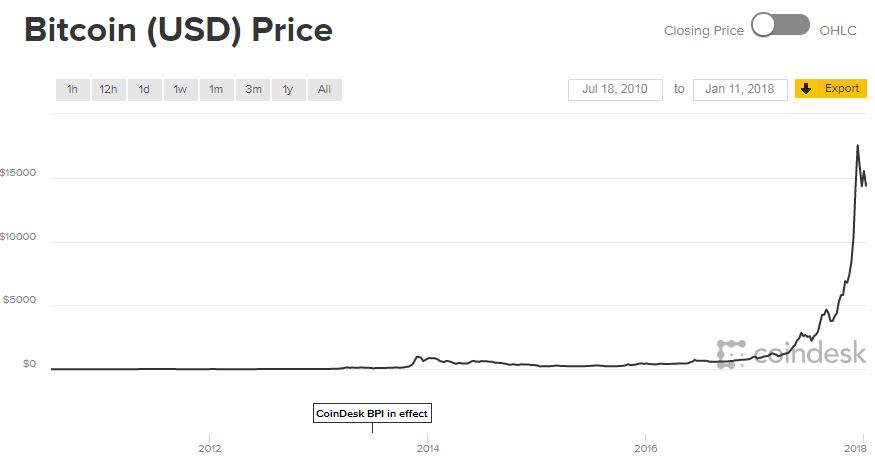 Bitcoin (USD) Price
Closing Price OHLC
1h 12h 1d 1w 1m 3m 1y All
Jul 18, 2010 to Jan 11, 2018 Export
$15000
$10000
$5000
coindesk
$0
CoinDesk BPI in effect
2012 2014 2016 2018